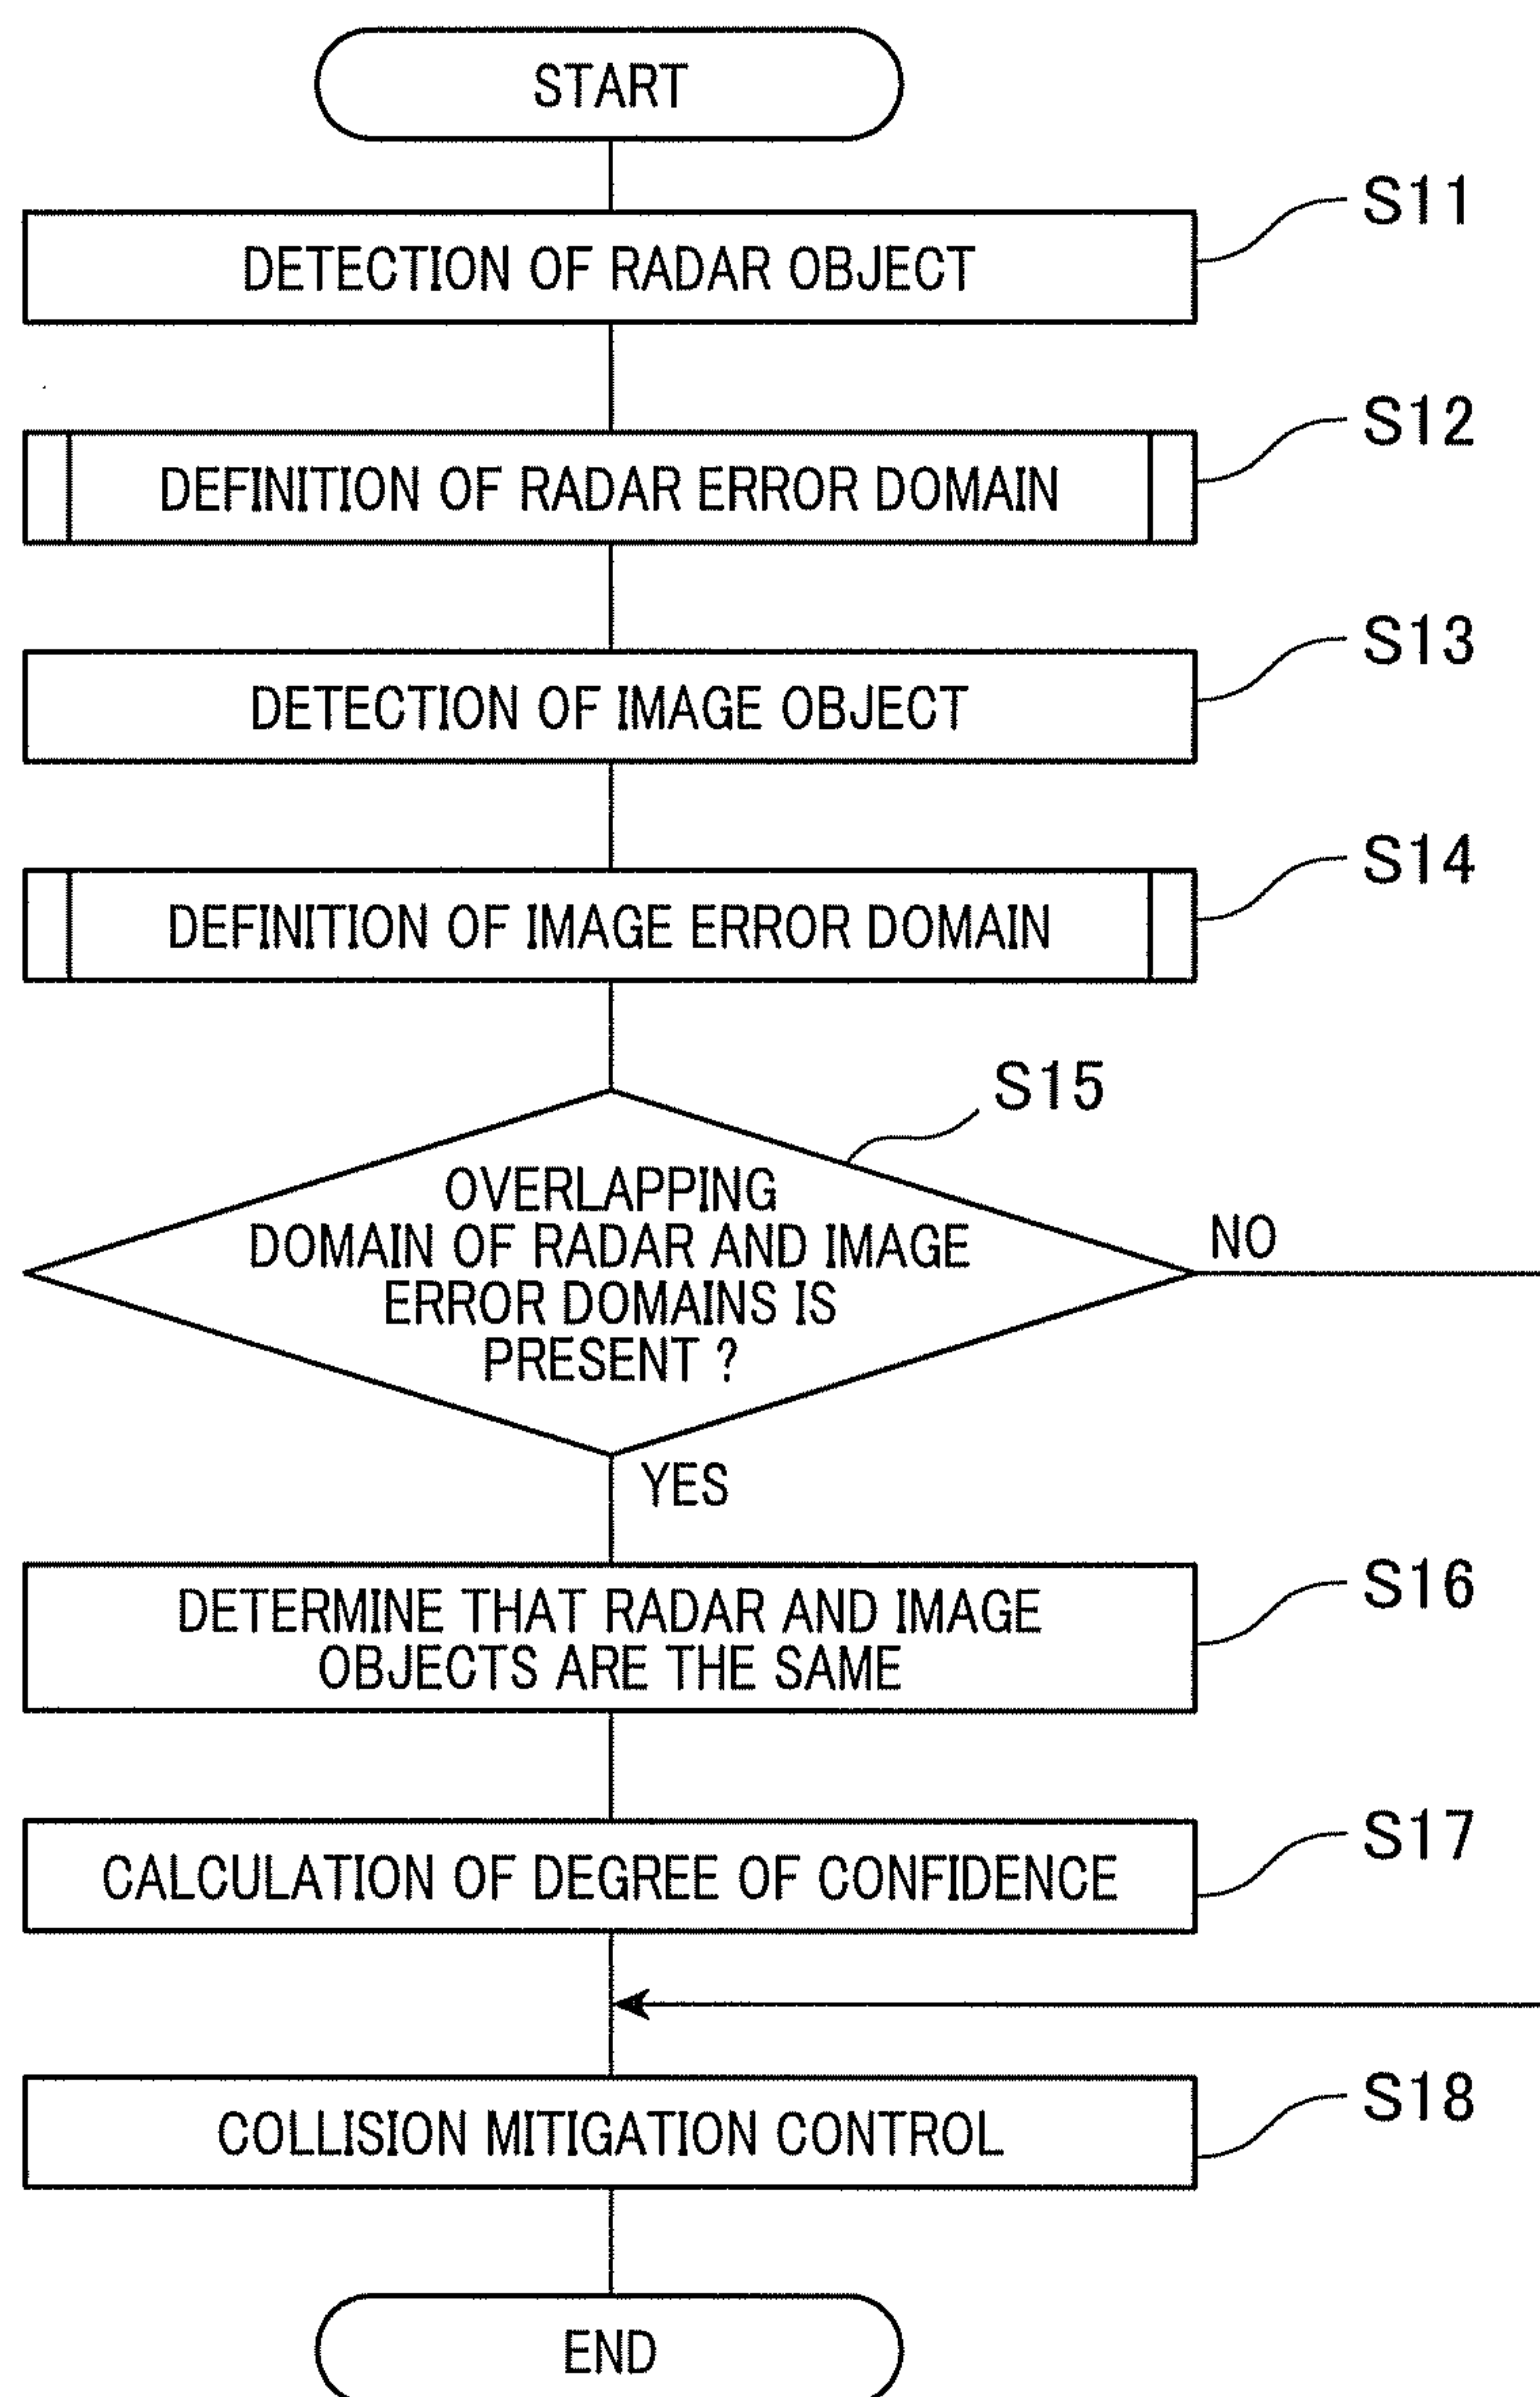 START
S11
DETECTION OF RADAR OBJECT
S12
DEFINITION OF RADAR ERROR DOMAIN
S13
DETECTION OF IMAGE OBJECT
S14
DEFINITION OF IMAGE ERROR DOMAIN
S15
OVERLAPPING
DOMAIN OF RADAR AND IMAGE
ERROR DOMAINS IS
PRESENT ?
NO
YES
S16
DETERMINE THAT RADAR AND IMAGE
OBJECTS ARE THE SAME
S17
CALCULATION OF DEGREE OF CONFIDENCE
S18
COLLISION MITIGATION CONTROL
END